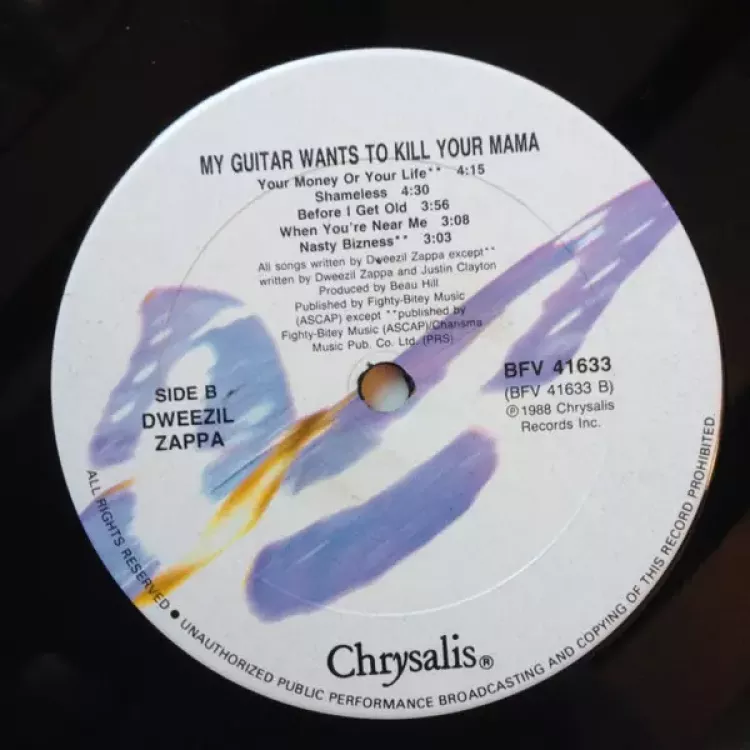 MY GUITAR WANTS TO KILL YOUR MAMA
Your Money Or Your Life** 4:15
Shameless 4:30
Before I Get Old 3:56
When You're Near Me 3:08
Nasty Bizness** 3:03
All songs written by Dweezil Zappa except**
written by Dweezil Zappa and Justin Clayton
Produced by Beau Hill
Published by Fighty-Bitey Music
(ASCAP) except **published by
Fighty-Bitey Music (ASCAP)/Charisma
Music Pub. Co. Ltd. (PRS)
SIDE B
DWEEZIL
ZAPPA
BFV 41633
(BFV 41633 B)
℗1988 Chrysalis
Records Inc.
Chrysalis®
ALL RIGHTS RESERVED ● UNAUTHORIZED PUBLIC PERFORMANCE BROADCASTING AND COPYING OF THIS RECORD PROHIBITED